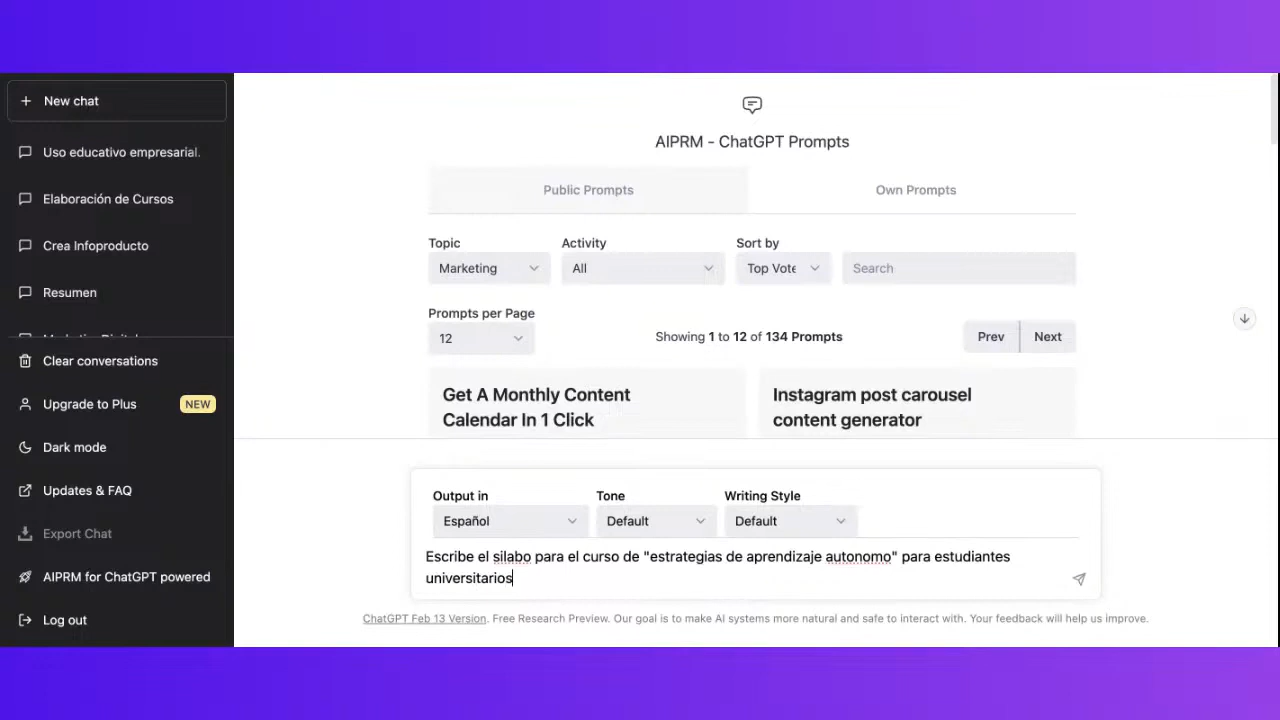 New chat
Uso educativo empresarial.
Elaboración de Cursos
Crea Infoproducto
Resumen
Clear conversations
Upgrade to Plus NEW
Dark mode
Updates & FAQ
Export Chat
AIPRM for ChatGPT powered
Log out
AIPRM - ChatGPT Prompts
Public Prompts Own Prompts
Topic Activity Sort by
Marketing All Top Vote Search
Prompts per Page
12 Showing 1 to 12 of 134 Prompts Prev Next
Get A Monthly Content
Calendar In 1 Click
Instagram post carousel
content generator
Output in Tone Writing Style
Español Default Default
Escribe el silabo para el curso de "estrategias de aprendizaje autonomo" para estudiantes
universitarios
ChatGPT Feb 13 Version. Free Research Preview. Our goal is to make AI systems more natural and safe to interact with. Your feedback will help us improve.